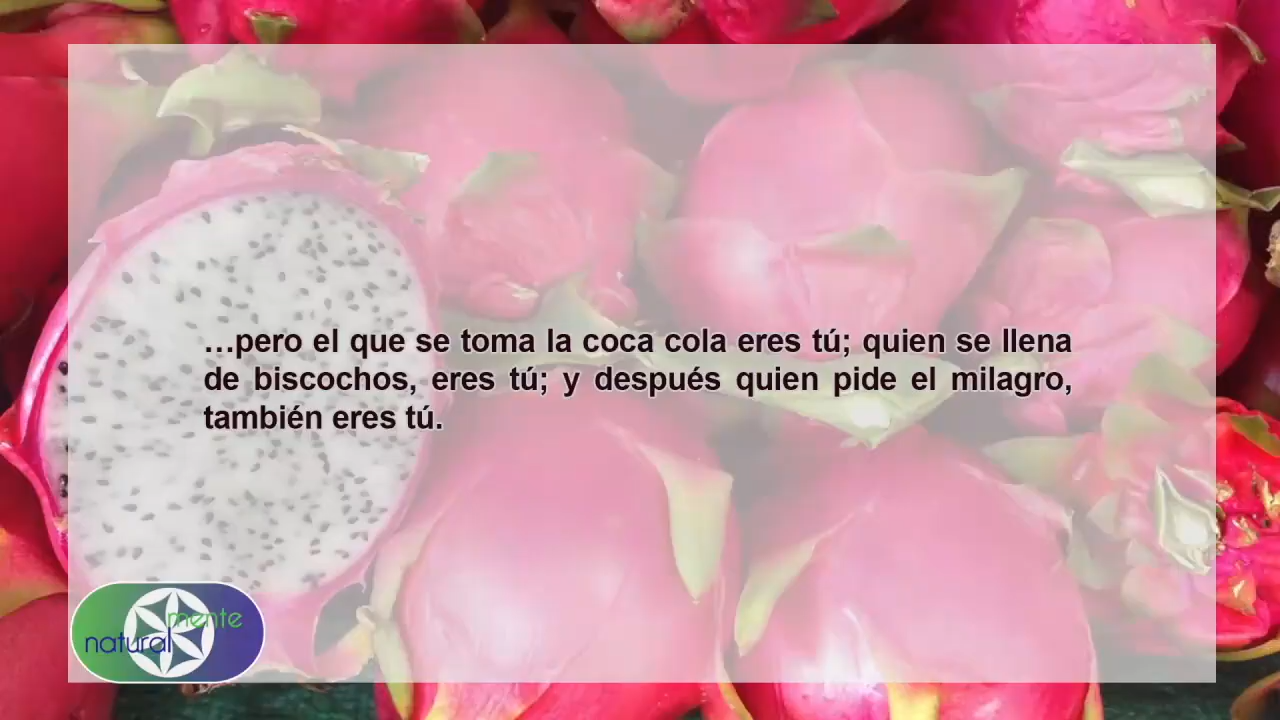 …pero el que se toma la coca cola eres tú; quien se llena
de biscochos, eres tú; y después quien pide el milagro,
también eres tú.
mente
natural